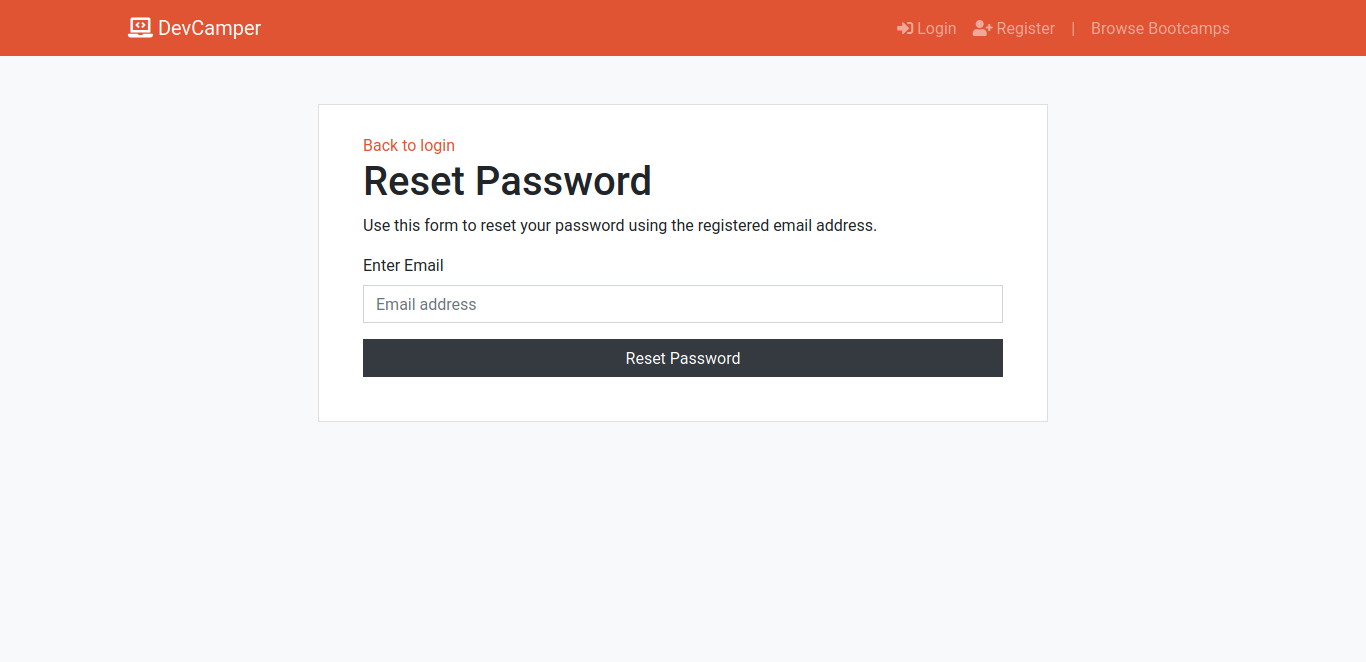 DevCamper
Login Register | Browse Bootcamps
Back to login
Reset Password
Use this form to reset your password using the registered email address.
Enter Email
Email address
Reset Password